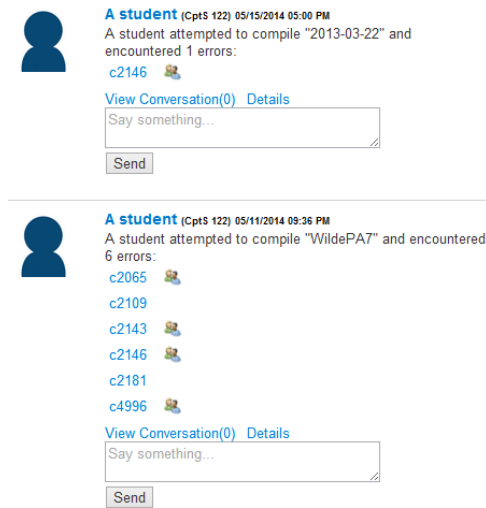 A student (CptS 122) 05/15/2014 05:00 PM
A student attempted to compile "2013-03-22" and
encountered 1 errors:
c2146
View Conversation(0) Details
Say something...
Send
A student (CptS 122) 05/11/2014 09:36 PM
A student attempted to compile "WildePA7" and encountered
6 errors:
c2065
c2109
c2143
c2146
c2181
c4996
View Conversation(0) Details
Say something...
Send